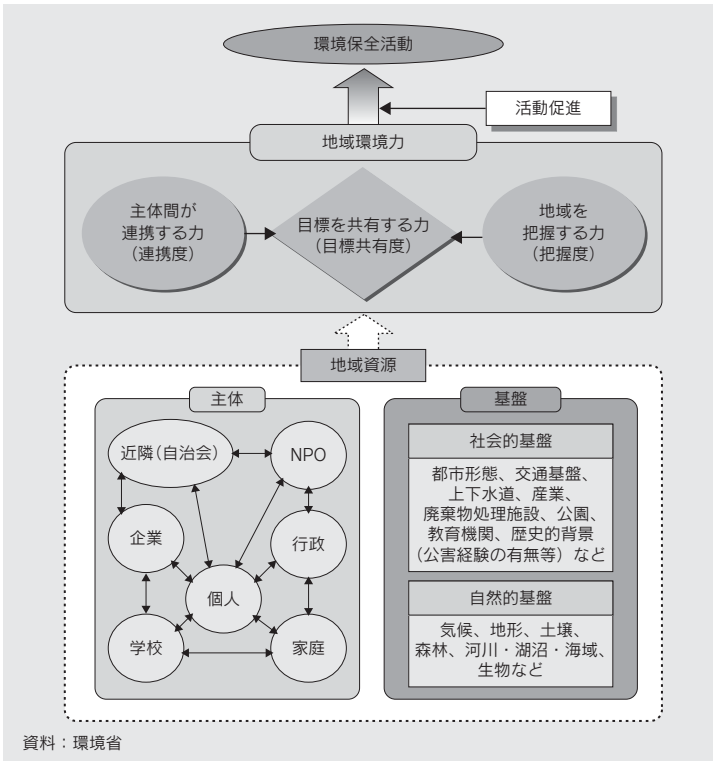 環境保全活動
活動促進
地域環境力
主体間が
連携する力
(連携度)
目標を共有する力
(目標共有度)
地域を
把握する力
(把握度)
地域資源
主体
近隣(自治会)
NPO
企業
行政
個人
学校
家庭
基盤
社会的基盤
都市形態、交通基盤、
上下水道、産業、
廃棄物処理施設、公園、
教育機関、歴史的背景
(公害経験の有無等)など
自然的基盤
気候、地形、土壌、
森林、河川・湖沼・海域、
生物など
資料:環境省